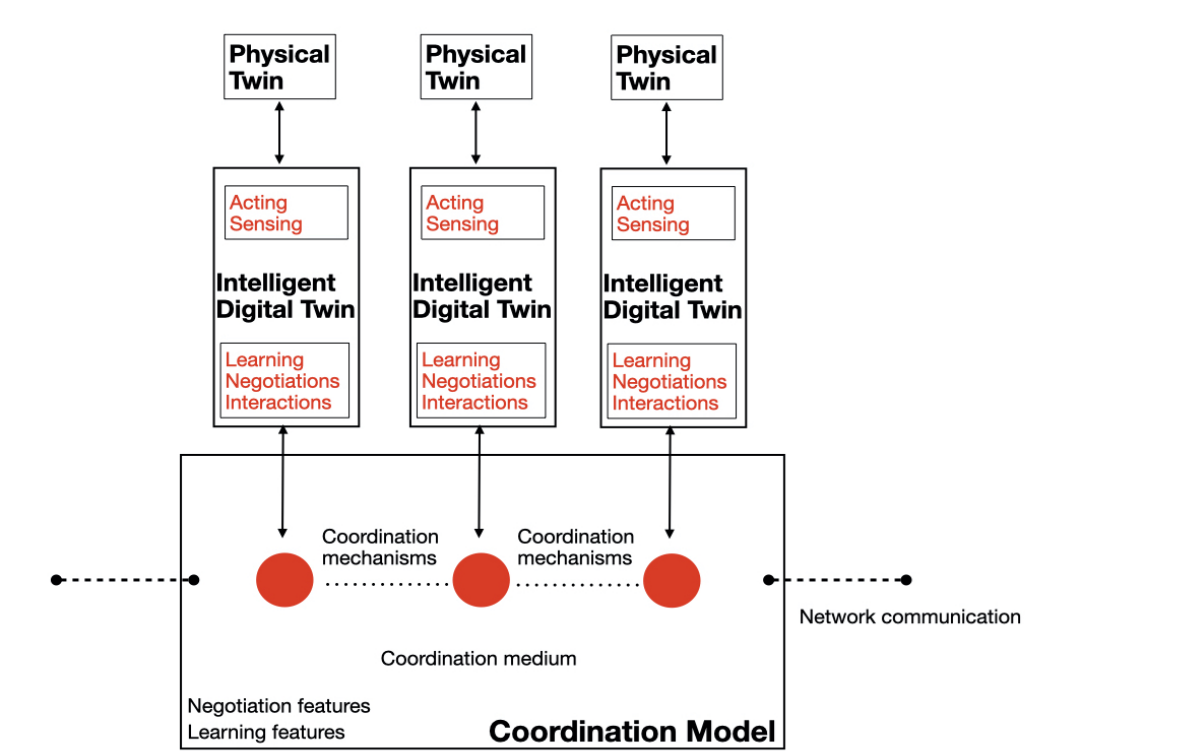 Physical
Twin
Physical
Twin
Physical
Twin
Acting
Sensing
Acting
Sensing
Acting
Sensing
Intelligent
Digital Twin
Intelligent
Digital Twin
Intelligent
Digital Twin
Learning
Negotiations
Interactions
Learning
Negotiations
Interactions
Learning
Negotiations
Interactions
Coordination
mechanisms
Coordination
mechanisms
Network communication
Coordination medium
Negotiation features
Learning features
Coordination Model